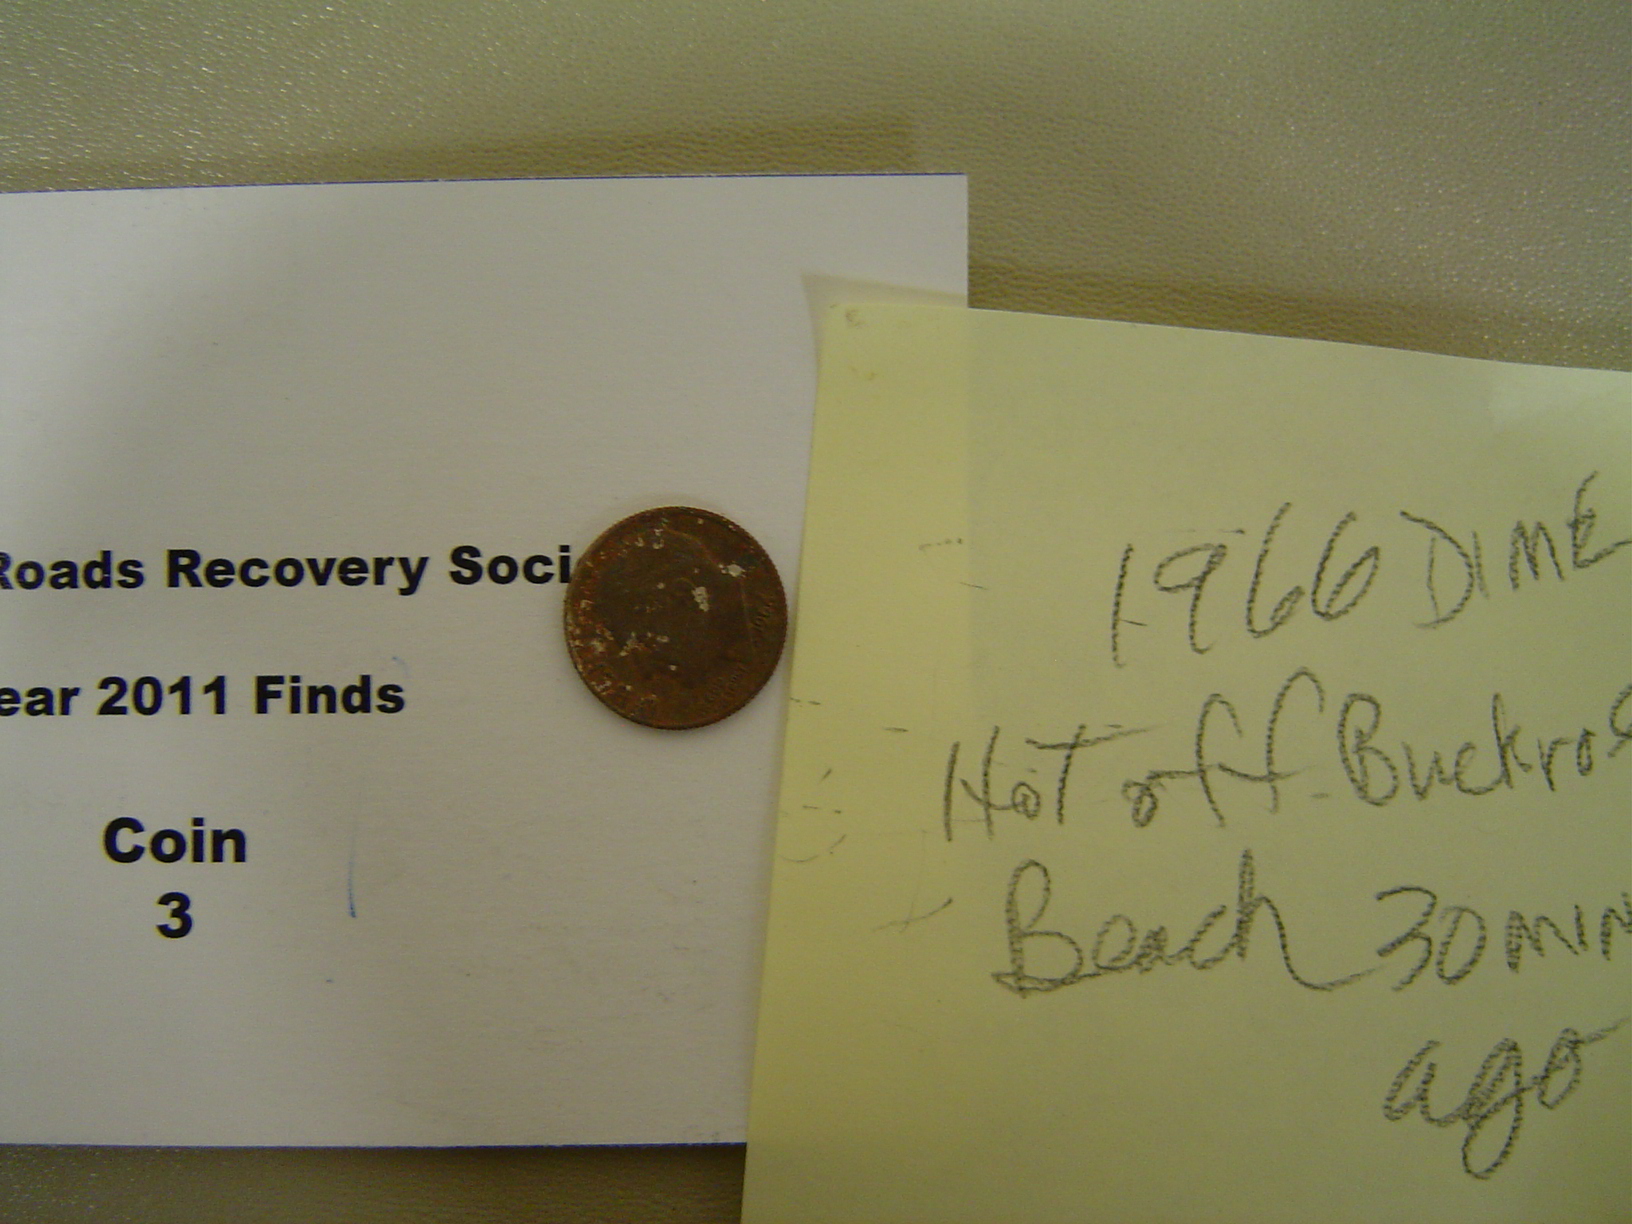 Roads Recovery Soci
ear 2011 Finds
Coin
3
1966 DIME
Hot off Buckroe
Beach 30 MIN
ago